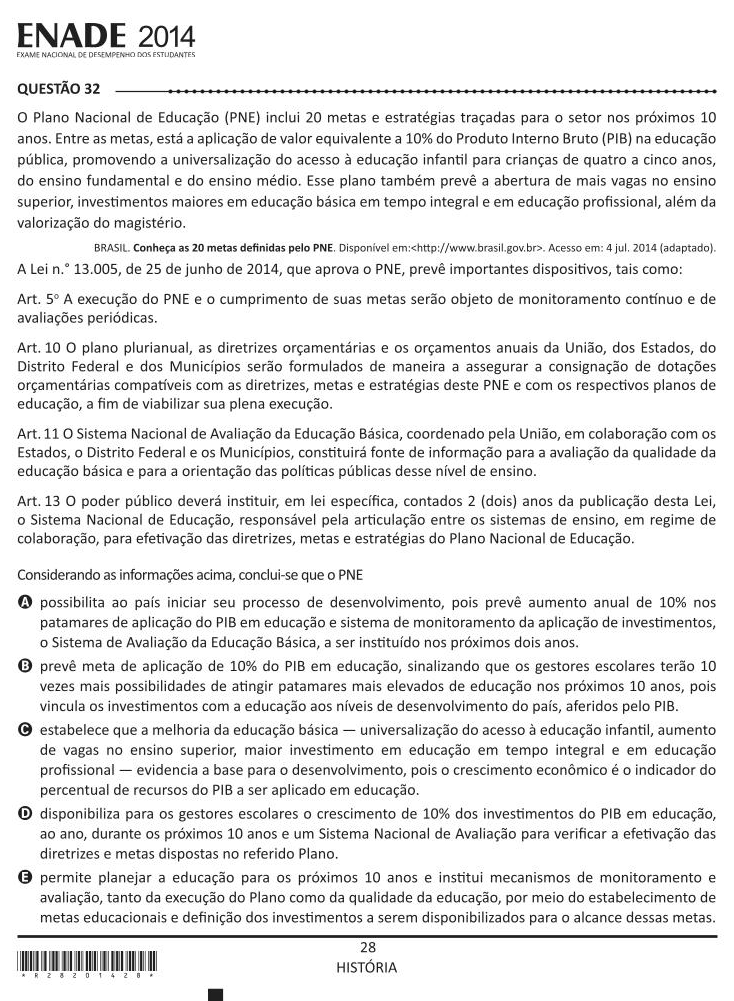 ENADE 2014
EXAME NACIONAL DE DESEMPENHO DOS ESTUDANTES
QUESTÃO 32
O Plano Nacional de Educação (PNE) inclui 20 metas e estratégias traçadas para o setor nos próximos 10
anos. Entre as metas, está a aplicação de valor equivalente a 10% do Produto Interno Bruto (PIB) na educação
pública, promovendo a universalização do acesso à educação infantil para crianças de quatro a cinco anos,
do ensino fundamental e do ensino médio. Esse plano também prevê a abertura de mais vagas no ensino
superior, investimentos maiores em educação básica em tempo integral e em educação profissional, além da
valorização do magistério.
BRASIL. Conheça as 20 metas definidas pelo PNE. Disponível em:<http://www.brasil.gov.br>. Acesso em: 4 jul. 2014 (adaptado).
A Lei n.° 13.005, de 25 de junho de 2014, que aprova o PNE, prevê importantes dispositivos, tais como:
Art. 5º A execução do PNE e o cumprimento de suas metas serão objeto de monitoramento contínuo e de
avaliações periódicas.
Art. 10 O plano plurianual, as diretrizes orçamentárias e os orçamentos anuais da União, dos Estados, do
Distrito Federal e dos Municípios serão formulados de maneira a assegurar a consignação de dotações
orçamentárias compatíveis com as diretrizes, metas e estratégias deste PNE e com os respectivos planos de
educação, a fim de viabilizar sua plena execução.
Art. 11 O Sistema Nacional de Avaliação da Educação Básica, coordenado pela União, em colaboração com os
Estados, o Distrito Federal e os Municípios, constituirá fonte de informação para a avaliação da qualidade da
educação básica e para a orientação das políticas públicas desse nível de ensino.
Art. 13 O poder público deverá instituir, em lei específica, contados 2 (dois) anos da publicação desta Lei,
o Sistema Nacional de Educação, responsável pela articulação entre os sistemas de ensino, em regime de
colaboração, para efetivação das diretrizes, metas e estratégias do Plano Nacional de Educação.
Considerando as informações acima, conclui-se que o PNE
A possibilita ao país iniciar seu processo de desenvolvimento, pois prevê aumento anual de 10% nos
patamares de aplicação do PIB em educação e sistema de monitoramento da aplicação de investimentos,
o Sistema de Avaliação da Educação Básica, a ser instituído nos próximos dois anos.
B prevê meta de aplicação de 10% do PIB em educação, sinalizando que os gestores escolares terão 10
vezes mais possibilidades de atingir patamares mais elevados de educação nos próximos 10 anos, pois
vincula os investimentos com a educação aos níveis de desenvolvimento do país, aferidos pelo PIB.
C estabelece que a melhoria da educação básica — universalização do acesso à educação infantil, aumento
de vagas no ensino superior, maior investimento em educação em tempo integral e em educação
profissional — evidencia a base para o desenvolvimento, pois o crescimento econômico é o indicador do
percentual de recursos do PIB a ser aplicado em educação.
D disponibiliza para os gestores escolares o crescimento de 10% dos investimentos do PIB em educação,
ao ano, durante os próximos 10 anos e um Sistema Nacional de Avaliação para verificar a efetivação das
diretrizes e metas dispostas no referido Plano.
E permite planejar a educação para os próximos 10 anos e institui mecanismos de monitoramento e
avaliação, tanto da execução do Plano como da qualidade da educação, por meio do estabelecimento de
metas educacionais e definição dos investimentos a serem disponibilizados para o alcance dessas metas.
28
HISTÓRIA
* R 2 8 2 0 1 4 2 8 *